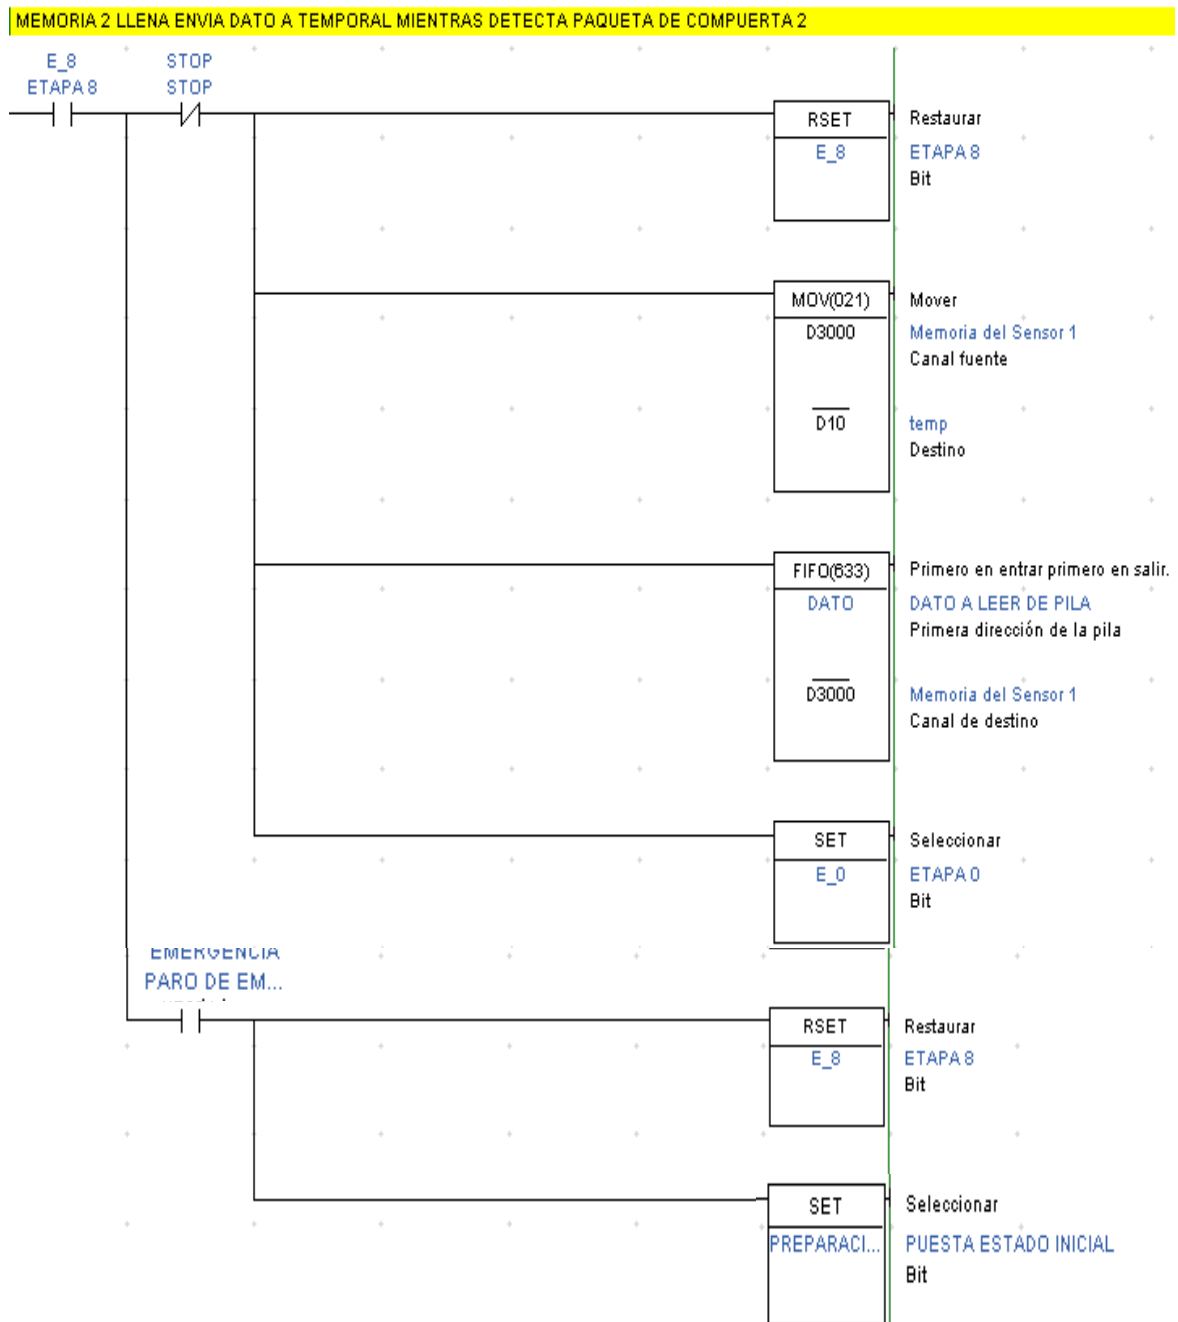 MEMORIA 2 LLENA ENVIA DATO A TEMPORAL MIENTRAS DETECTA PAQUETA DE COMPUERTA 2
E_8
ETAPA 8
STOP
STOP
RSET
E_8
Restaurar
ETAPA 8
Bit
MOV(021)
D3000
D10
Mover
Memoria del Sensor 1
Canal fuente
temp
Destino
FIFO(633)
DATO
D3000
Primero en entrar primero en salir.
DATO A LEER DE PILA
Primera dirección de la pila
Memoria del Sensor 1
Canal de destino
SET
E_0
Seleccionar
ETAPA 0
Bit
EMERGENCIA
PARO DE EM...
RSET
E_8
Restaurar
ETAPA 8
Bit
SET
PREPARACI...
Seleccionar
PUESTA ESTADO INICIAL
Bit